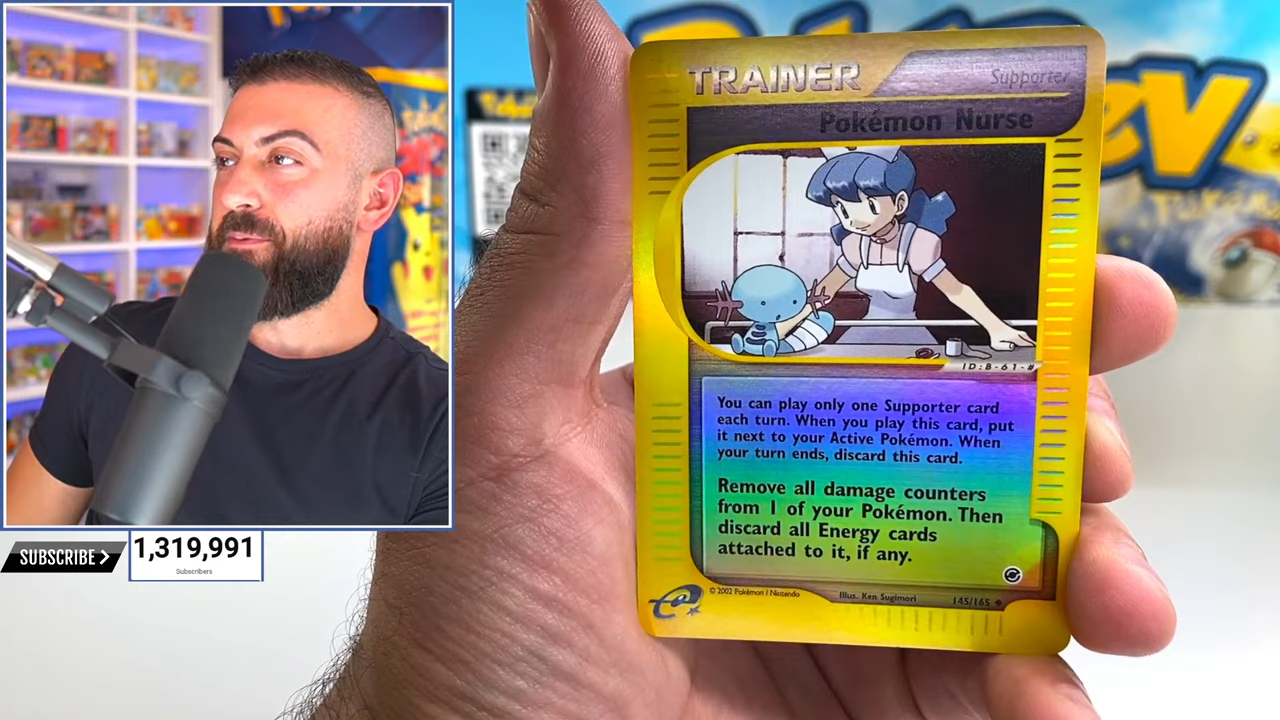 TRAINER
Supporter
Pokémon Nurse
ID:B-61-#
You can play only one Supporter card
each turn. When you play this card, put
it next to your Active Pokémon. When
your turn ends, discard this card.
Remove all damage counters
from 1 of your Pokémon. Then
discard all Energy cards
attached to it, if any.
© 2002 Pokémon / Nintendo
Illus. Ken Sugimori
145/165
SUBSCRIBE >
1,319,991
Subscribers